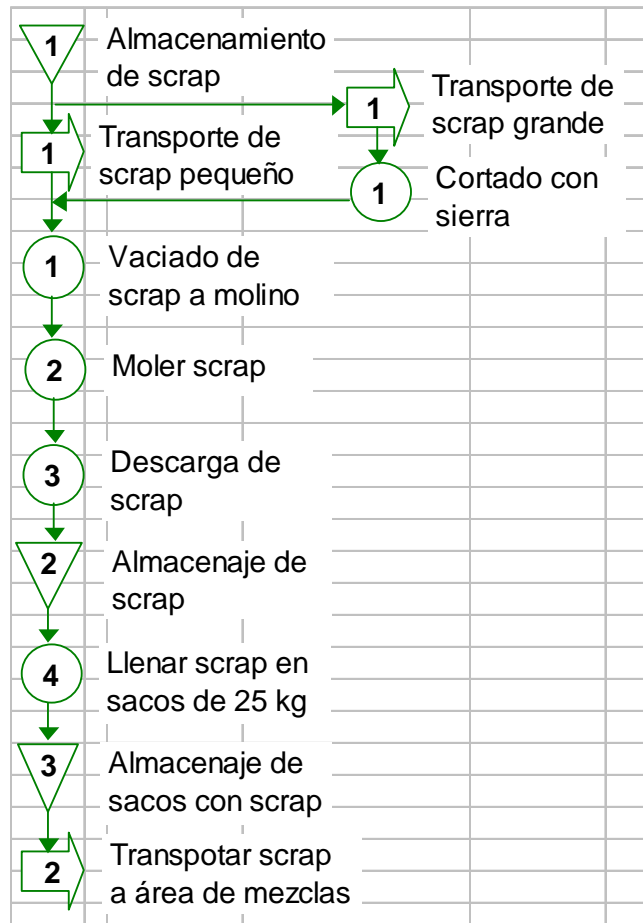 1
Almacenamiento
de scrap
1
Transporte de
scrap grande
1
Transporte de
scrap pequeño
1
Cortado con
sierra
1
Vaciado de
scrap a molino
2
Moler scrap
3
Descarga de
scrap
2
Almacenaje de
scrap
4
Llenar scrap en
sacos de 25 kg
3
Almacenaje de
sacos con scrap
2
Transpotar scrap
a área de mezclas